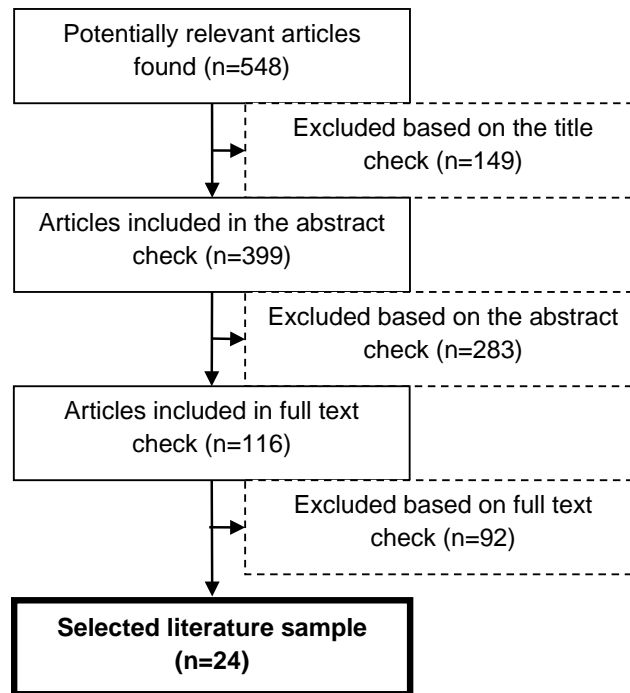 Potentially relevant articles
found (n=548)
Excluded based on the title
check (n=149)
Articles included in the abstract
check (n=399)
Excluded based on the abstract
check (n=283)
Articles included in full text
check (n=116)
Excluded based on full text
check (n=92)
Selected literature sample
(n=24)